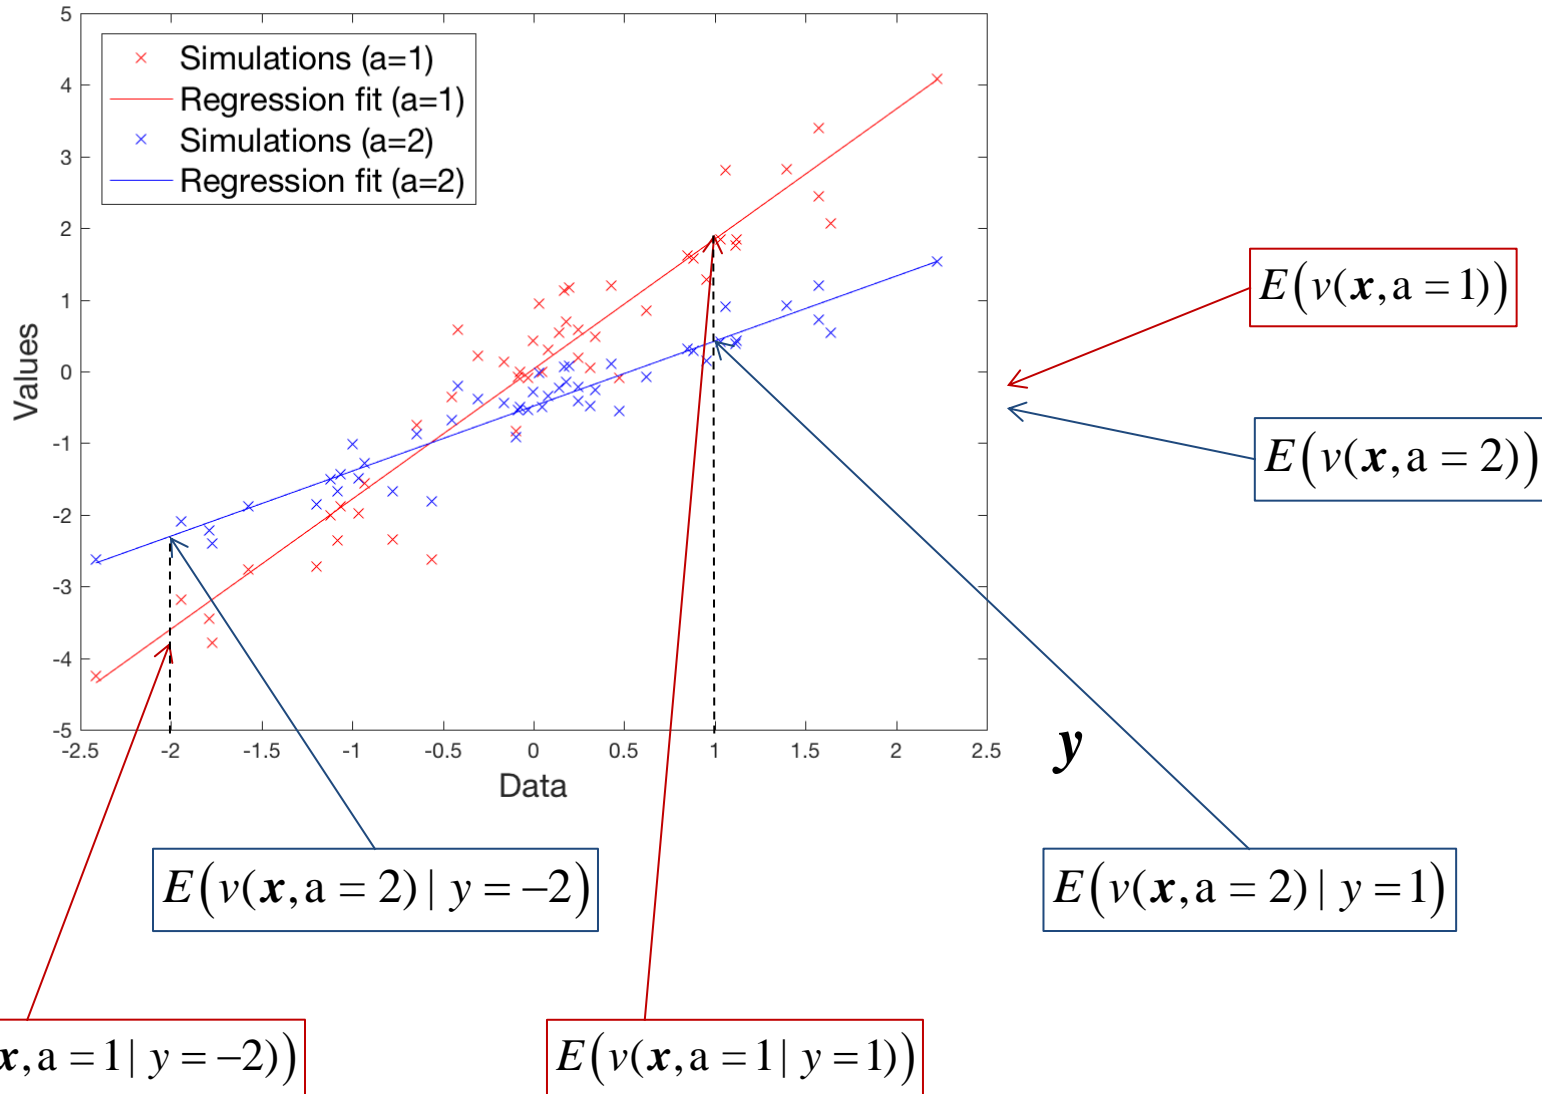 5
4
3
2
1
0
-1
-2
-3
-4
-5
Values
Simulations (a=1)
Regression fit (a=1)
Simulations (a=2)
Regression fit (a=2)
-2.5 -2 -1.5 -1 -0.5 0 0.5 1 1.5 2 2.5
Data
y
E(v(x,a = 1))
E(v(x,a = 2))
E(v(x,a = 2) | y = −2)
E(v(x,a = 2) | y = 1)
x,a = 1 | y = −2))
E(v(x,a = 1 | y = 1))